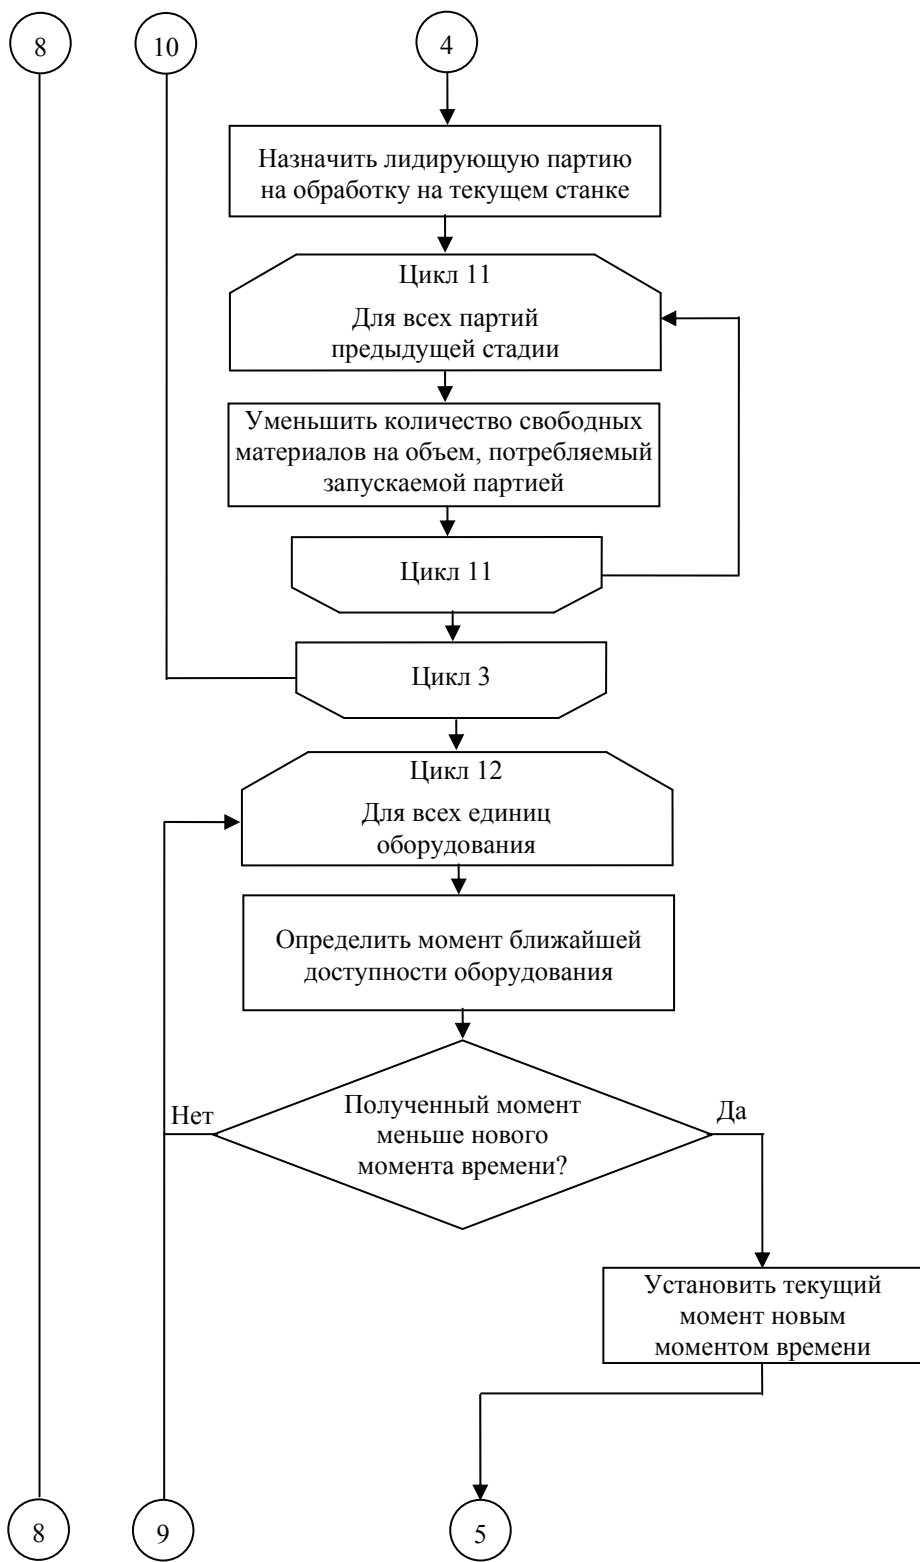 8
10
4
Назначить лидирующую партию
на обработку на текущем станке
Цикл 11
Для всех партий
предыдущей стадии
Уменьшить количество свободных
материалов на объем, потребляемый
запускаемой партией
Цикл 11
Цикл 3
Цикл 12
Для всех единиц
оборудования
Определить момент ближайшей
доступности оборудования
Нет
Полученный момент
меньше нового
момента времени?
Да
Установить текущий
момент новым
моментом времени
8
9
5